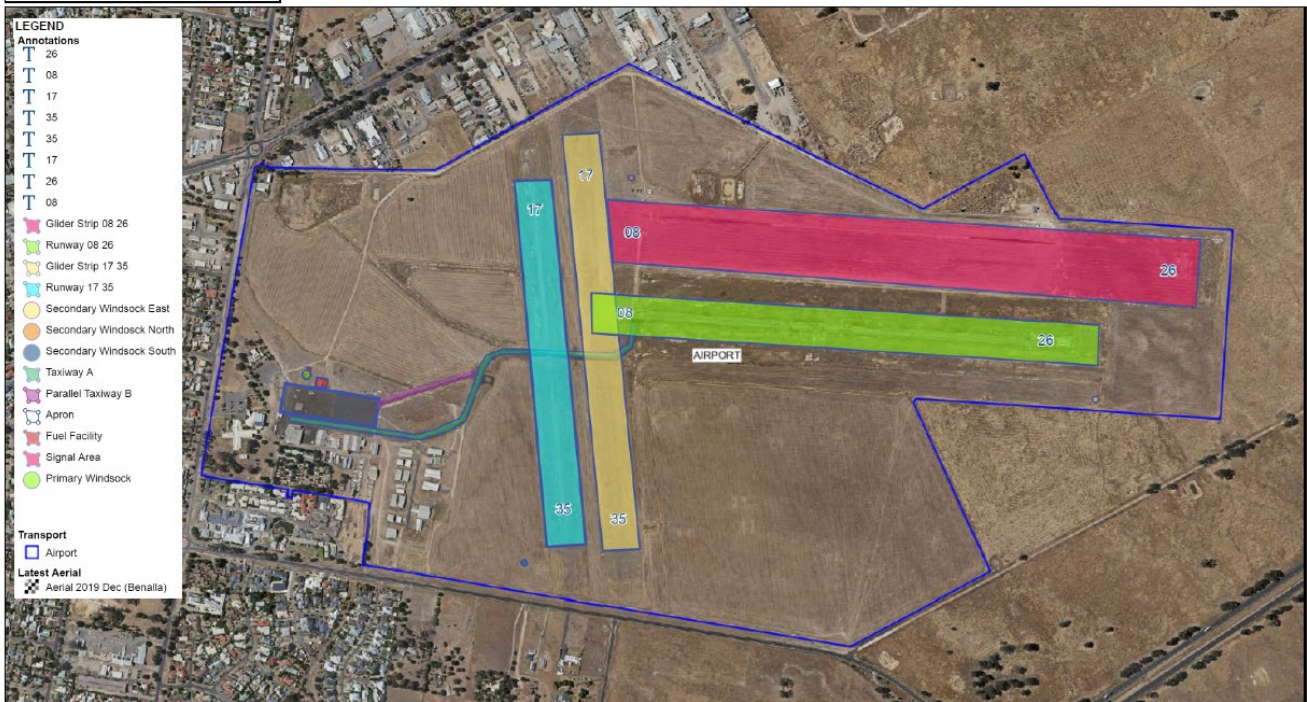 LEGEND
Annotations
T 26
T 08
T 17
T 35
T 35
T 17
T 26
T 08
Glider Strip 08 26
Runway 08 26
Glider Strip 17 35
Runway 17 35
Secondary Windsock East
Secondary Windosck North
Secondary Windsock South
Taxiway A
Parallel Taxiway B
Apron
Fuel Facility
Signal Area
Primary Windsock
Transport
Airport
Latest Aerial
Aerial 2019 Dec (Benalla)
17
17
08
26
08
26
AIRPORT
35
35